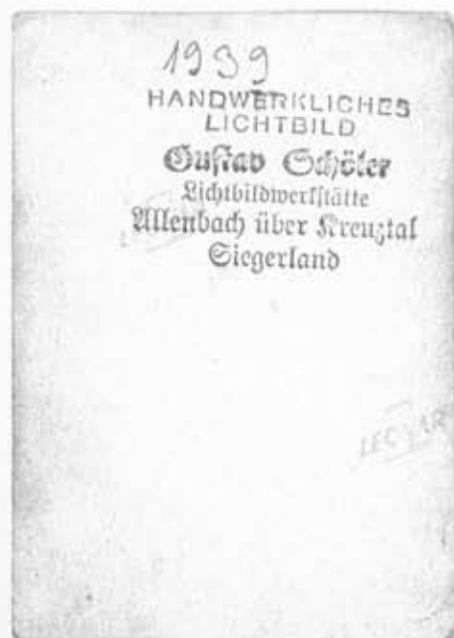 1939
HANDWERKLICHES
LICHTBILD
Gustav Schöler
Lichtbildwerkstätte
Allenbach über Kreuztal
Siegerland